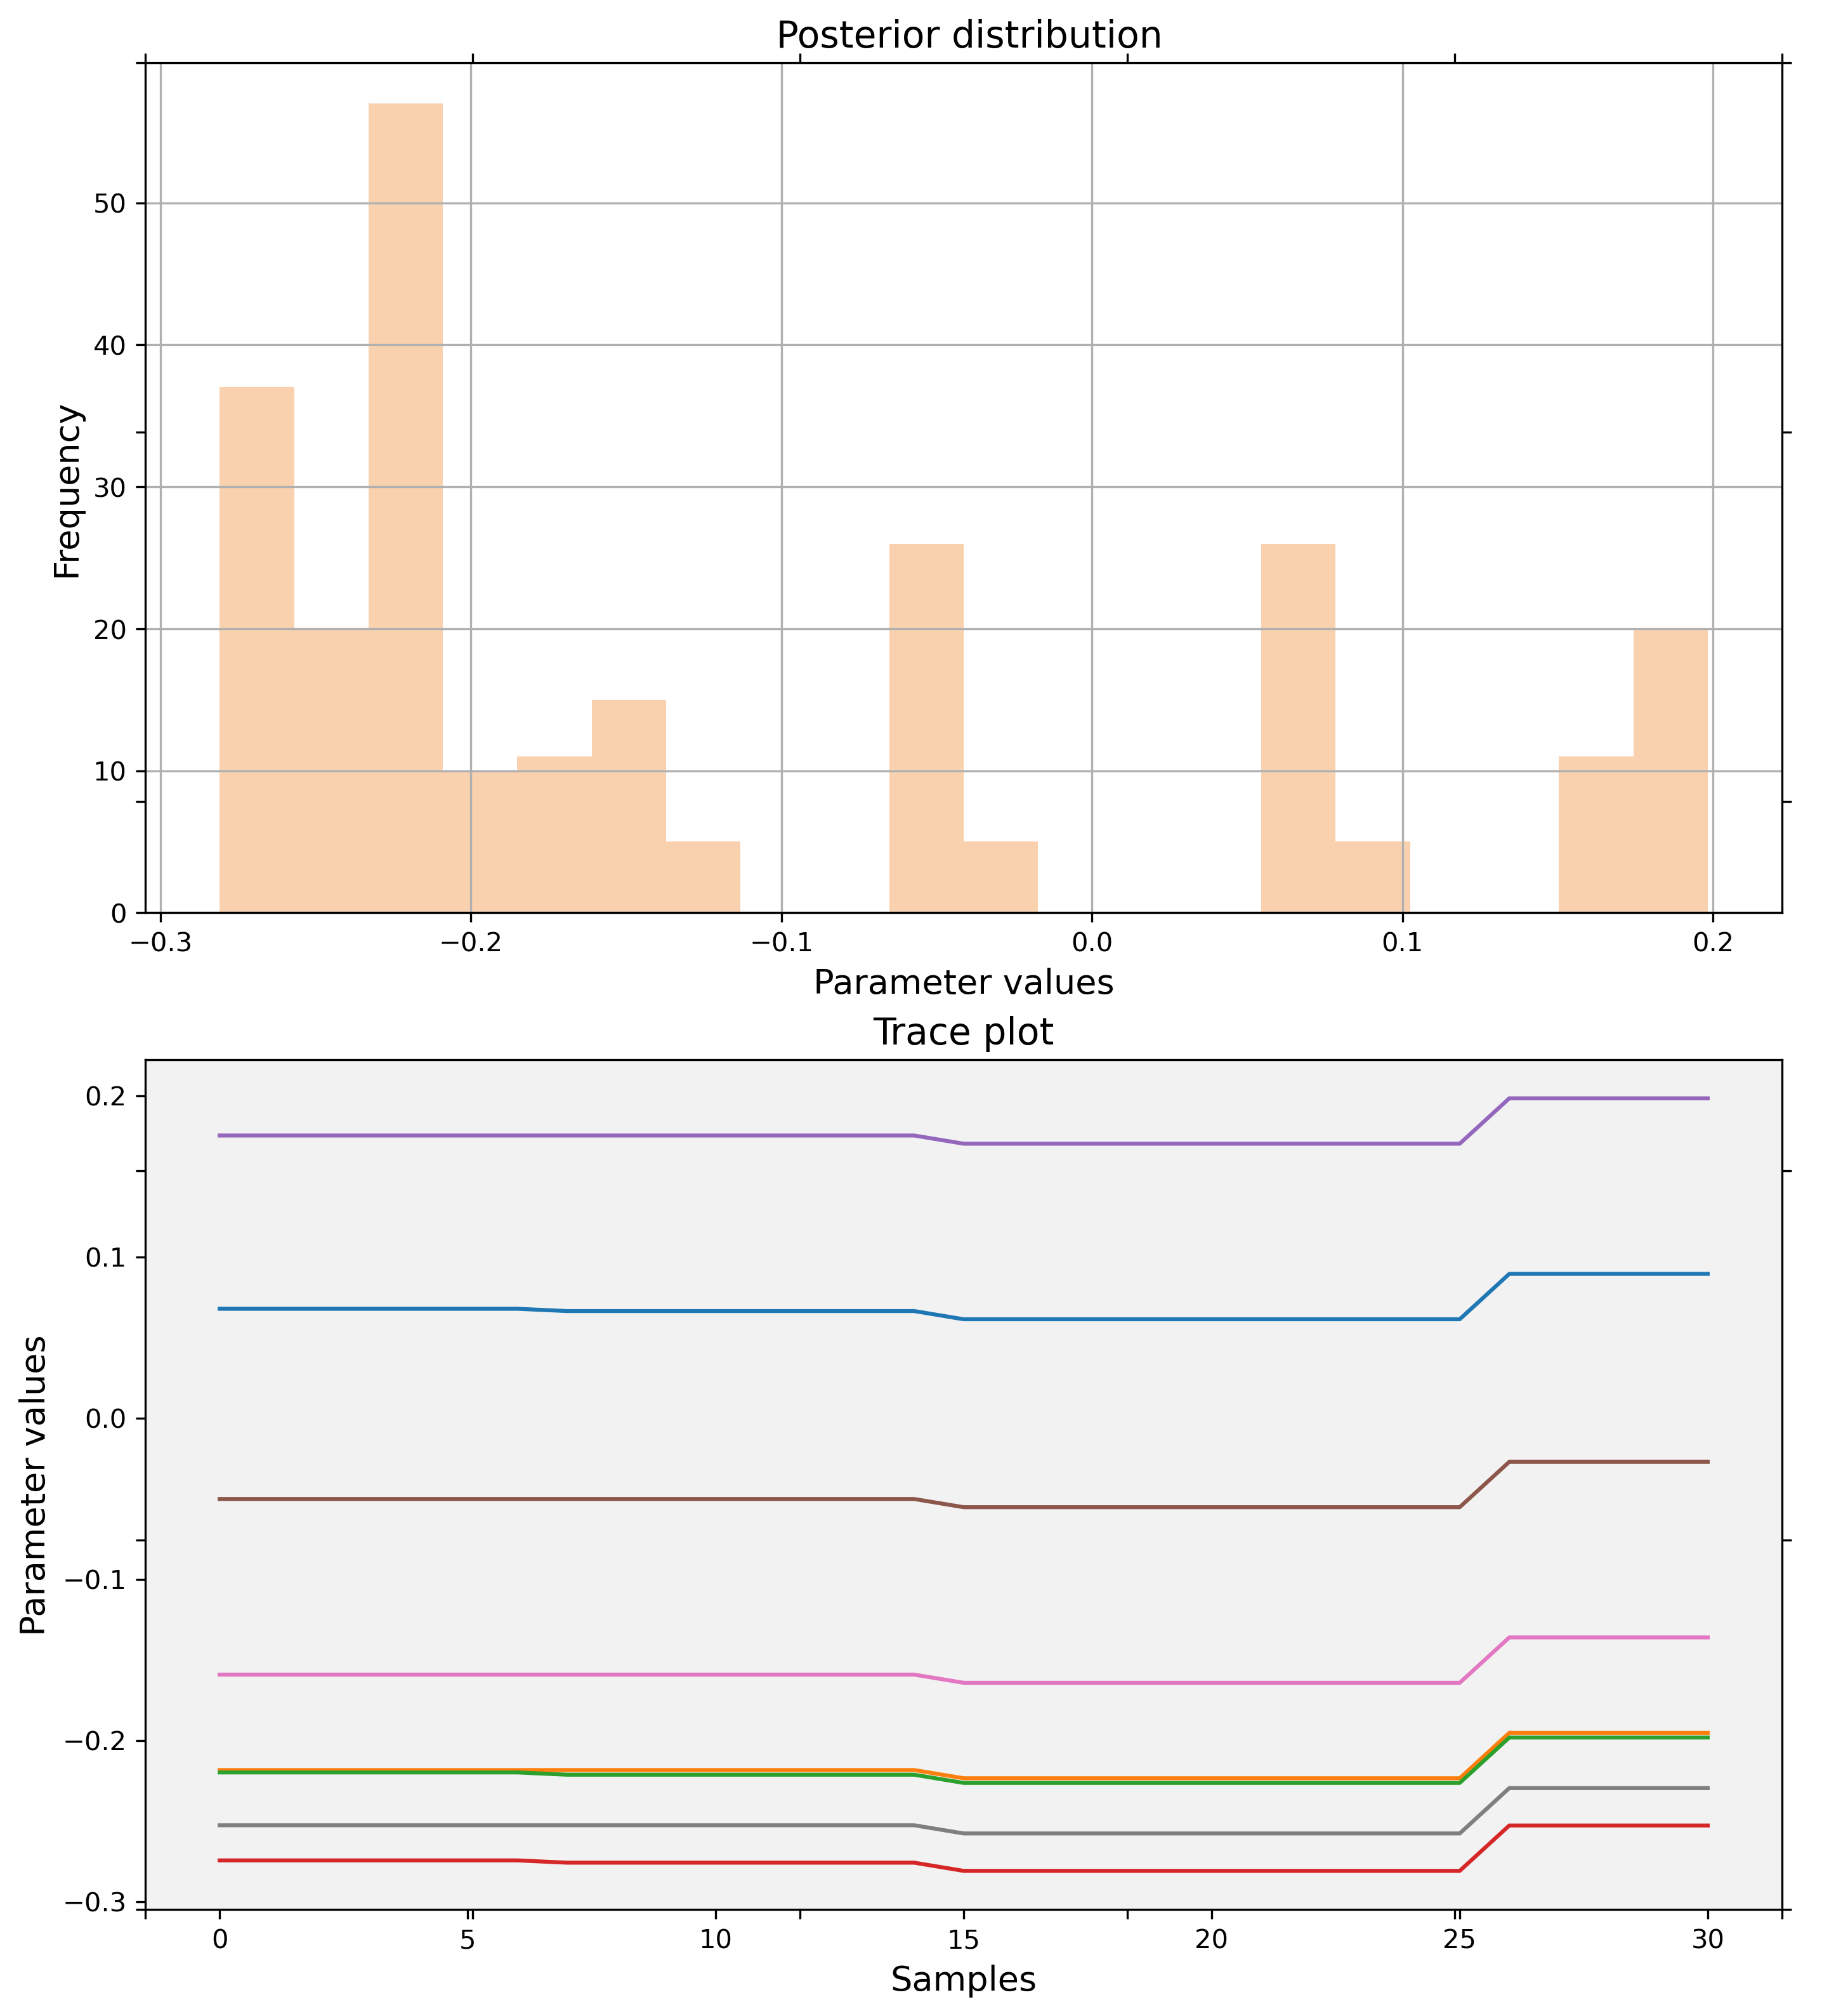 Posterior distribution
50
40
30
20
10
0
Frequency
−0.3 −0.2 −0.1 0.0 0.1 0.2
Parameter values
Trace plot
0.2
0.1
0.0
−0.1
−0.2
−0.3
Parameter values
0 5 10 15 20 25 30
Samples